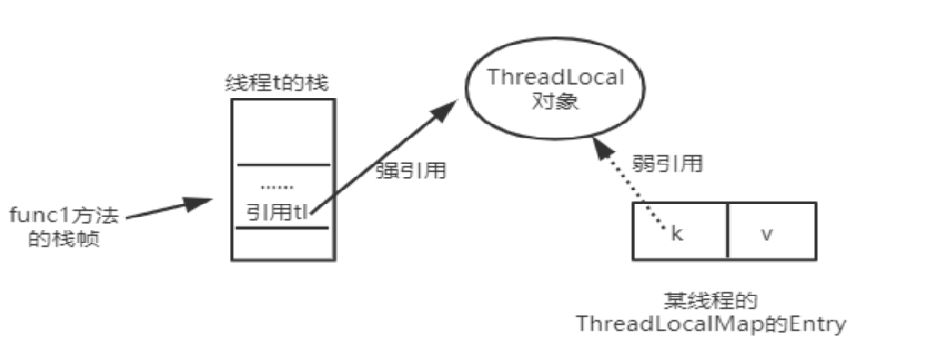 线程t的栈
ThreadLocal
对象
强引用
弱引用
......
引用tl
func1方法
的栈帧
k
v
某线程的
ThreadLocalMap的Entry